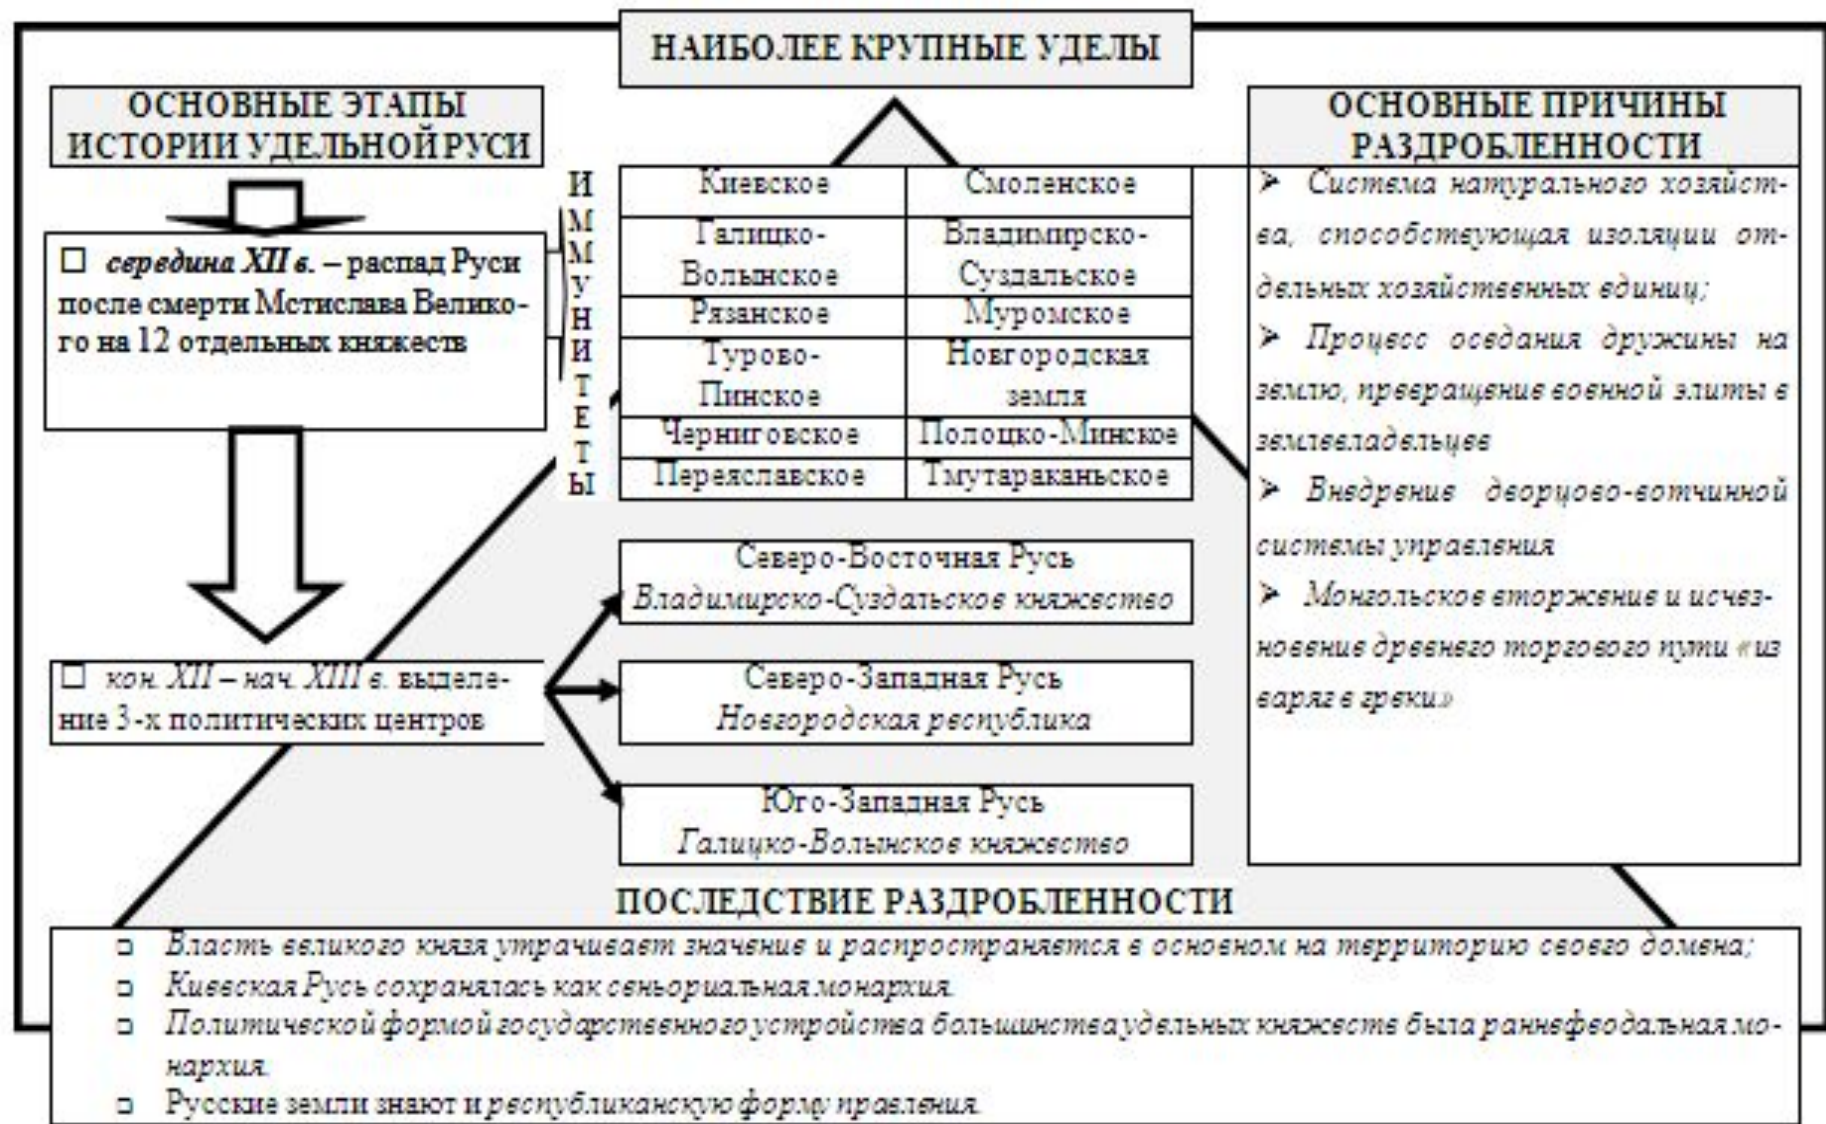 НАИБОЛЕЕ КРУПНЫЕ УДЕЛЫ
ОСНОВНЫЕ ЭТАПЫ
ИСТОРИИ УДЕЛЬНОЙ РУСИ
середина XII в. – распад Руси
после смерти Мстислава Велико-
го на 12 отдельных княжеств
кон. XII – нач. XIII в. выделе-
ние 3-х политических центров
ИММУНИТЕТЫ
Киевское
Смоленское
Галицко-
Волынское
Владимирско-
Суздальское
Рязанское
Муромское
Турово-
Пинское
Новгородская
земля
Черниговское
Полоцко-Минское
Переяславское
Тмутараканьское
Северо-Восточная Русь
Владимирско-Суздальское княжество
Северо-Западная Русь
Новгородская республика
Юго-Западная Русь
Галицко-Волынское княжество
ОСНОВНЫЕ ПРИЧИНЫ
РАЗДРОБЛЕННОСТИ
Система натурального хозяйст-
ва, способствующая изоляции от-
дельных хозяйственных единиц;
Процесс оседания дружины на
землю, превращение военной элиты в
землевладельцев
Внедрение дворцово-вотчинной
системы управления
Монгольское вторжение и исчез-
новение древнего торгового пути «из
варяг в греки»
ПОСЛЕДСТВИЕ РАЗДРОБЛЕННОСТИ
Власть великого князя утрачивает значение и распространяется в основном на территорию своего домена;
Киевская Русь сохранялась как сеньориальная монархия.
Политической формой государственного устройства большинства удельных княжеств была раннефеодальная мо-
нархия.
Русские земли знают и республиканскую форму правления.